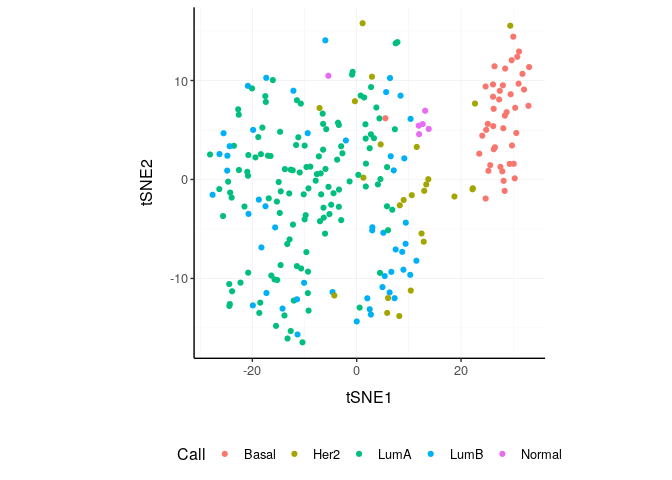 tSNE2
10
0
-10
-20
0
20
tSNE1
Call
Basal
Her2
LumA
LumB
Normal